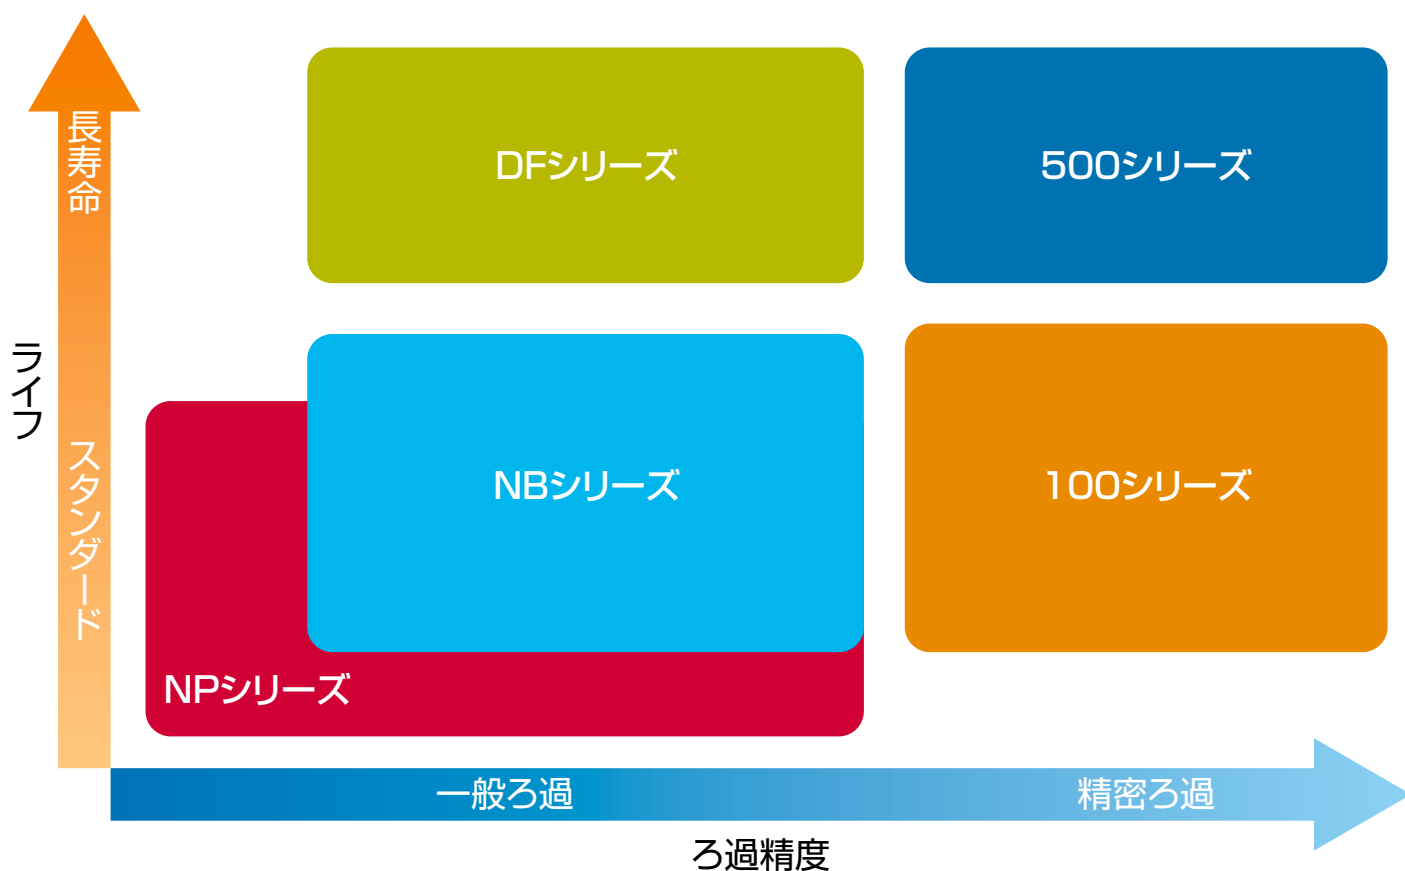 長寿命
DFシリーズ
500シリーズ
ライフ
スタンダード
NBシリーズ
100シリーズ
NPシリーズ
一般ろ過
精密ろ過
ろ過精度